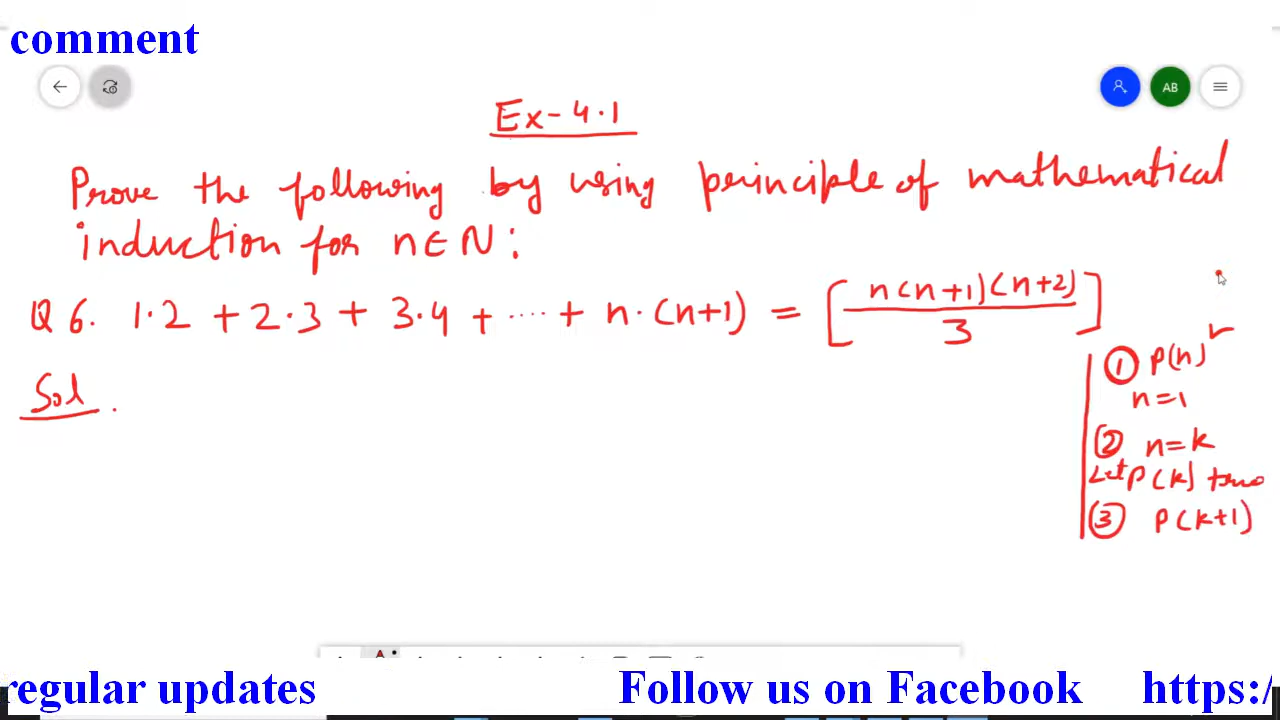 comment
AB
Ex-4.1
Prove the following by using principle of mathematical
induction for n∈N:
Q 6. 1·2 + 2·3 + 3·4 + ···· + n·(n+1) = [n(n+1)(n+2)/3]
Sol.
① P(n) ✓
n=1
② n=k
Let P(k) true
③ P(k+1)
regular updates Follow us on Facebook https:/